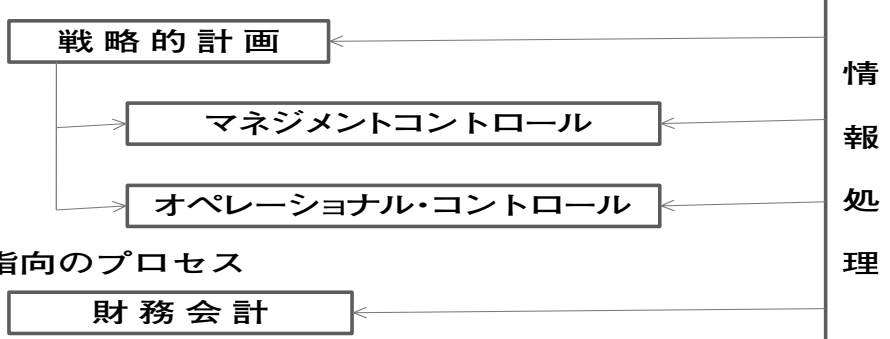 戦略的計画
マネジメントコントロール
オペレーショナル・コントロール
指向のプロセス
財務会計
情報処理